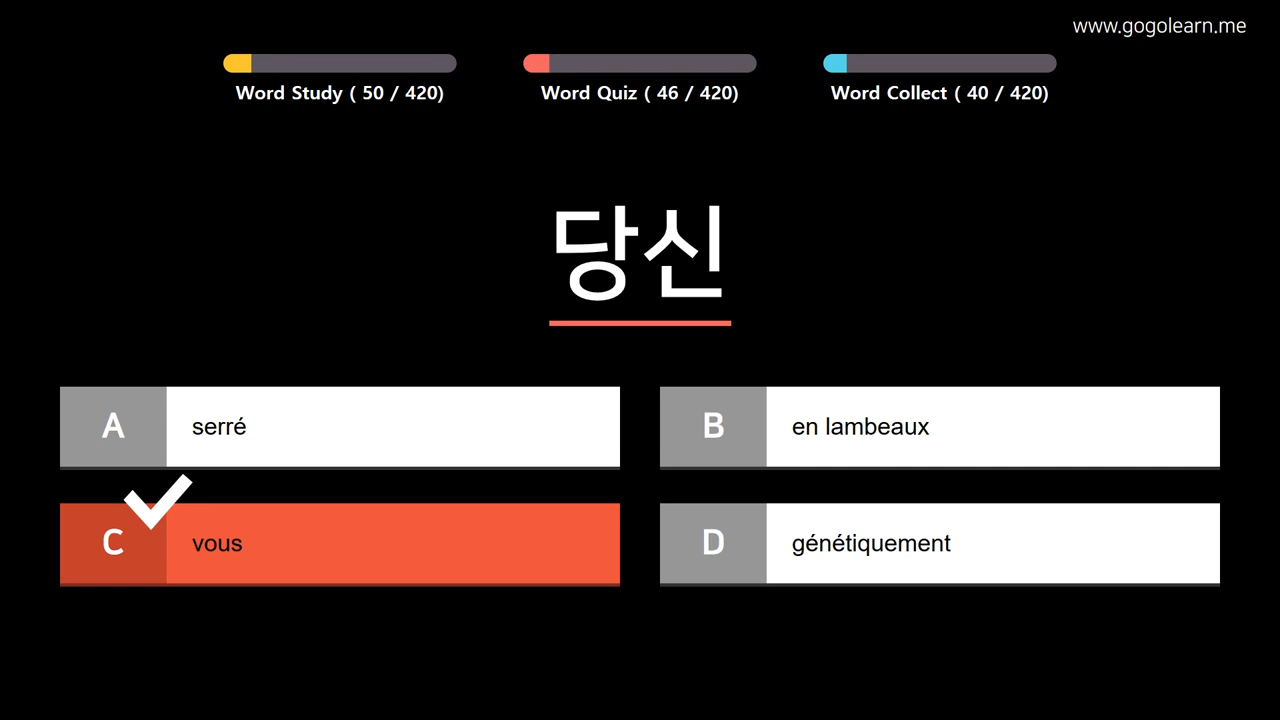 www.gogolearn.me
Word Study ( 50 / 420)
Word Quiz ( 46 / 420)
Word Collect ( 40 / 420)
당신
A serré
B en lambeaux
C vous
D génétiquement